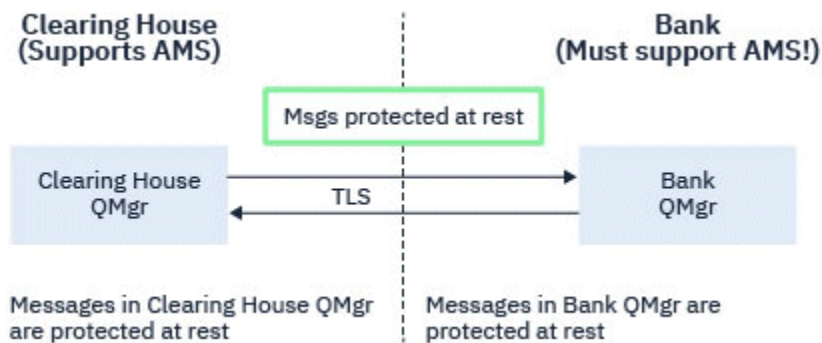 Clearing House
(Supports AMS)
Bank
(Must support AMS!)
Msgs protected at rest
Clearing House
QMgr
TLS
Bank
QMgr
Messages in Clearing House QMgr
are protected at rest
Messages in Bank QMgr are
protected at rest